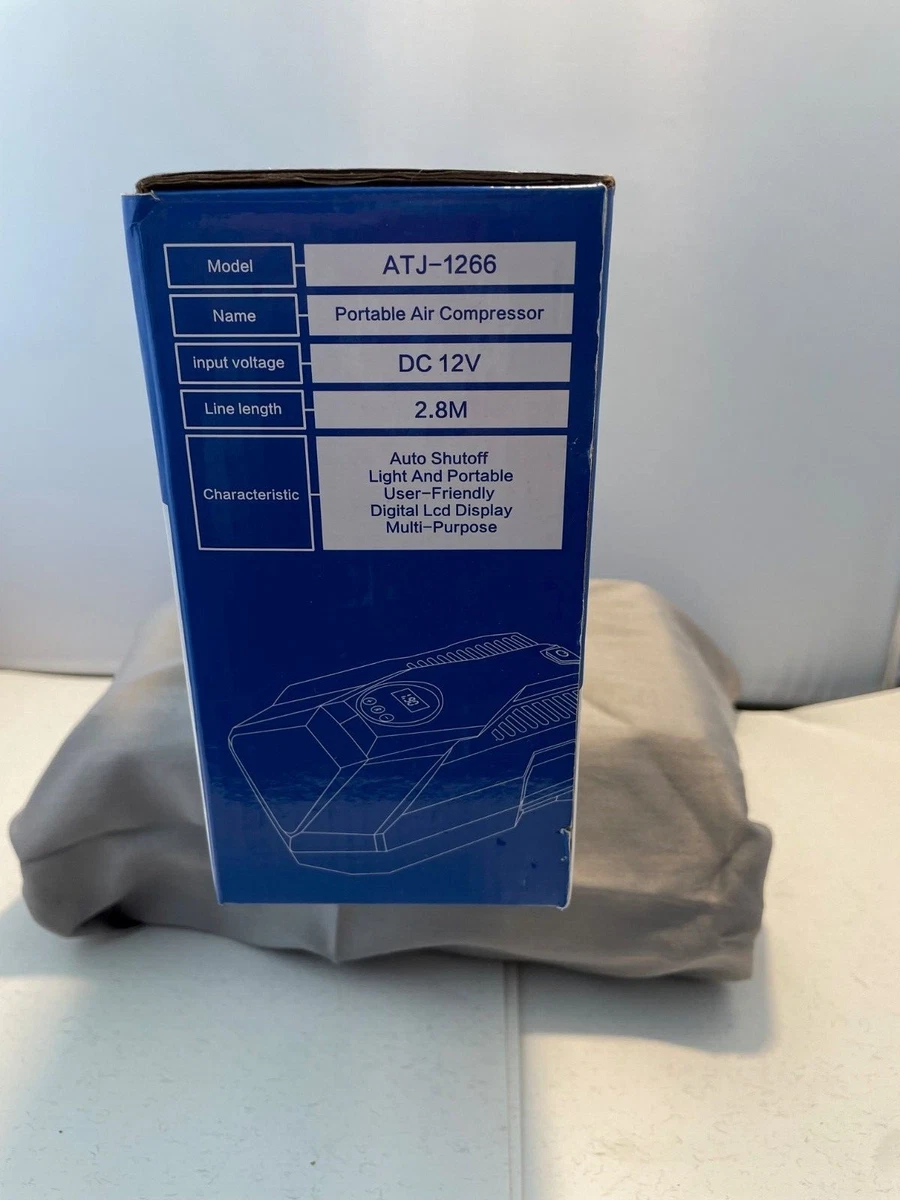 Model ATJ-1266
Name Portable Air Compressor
input voltage DC 12V
Line length 2.8M
Characteristic
Auto Shutoff
Light And Portable
User-Friendly
Digital Lcd Display
Multi-Purpose